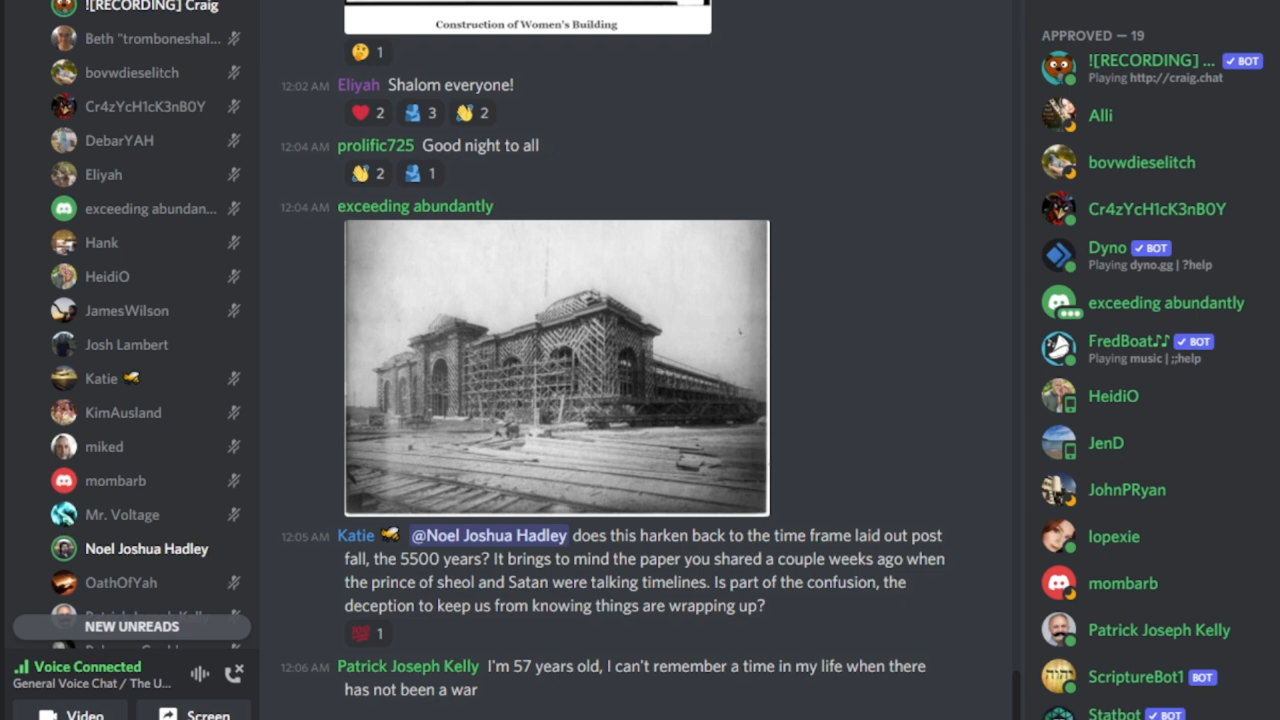 ![RECORDING] Craig
Beth "tromboneshal...
bovwdieselitch
Cr4zYcH1cK3nB0Y
DebarYAH
Eliyah
exceeding abundan...
Hank
HeidiO
JamesWilson
Josh Lambert
Katie
KimAusland
miked
mombarb
Mr. Voltage
Noel Joshua Hadley
OathOfYah
Patrick Joseph Kelly
NEW UNREADS
Voice Connected
General Voice Chat / The U...
Video
Screen
Construction of Women's Building
1
12:02 AM Eliyah Shalom everyone!
2 3 2
12:04 AM prolific725 Good night to all
2 1
12:04 AM exceeding abundantly
12:05 AM Katie @Noel Joshua Hadley does this harken back to the time frame laid out post
fall, the 5500 years? It brings to mind the paper you shared a couple weeks ago when
the prince of sheol and Satan were talking timelines. Is part of the confusion, the
deception to keep us from knowing things are wrapping up?
100 1
12:06 AM Patrick Joseph Kelly I'm 57 years old, I can't remember a time in my life when there
has not been a war
APPROVED — 19
![RECORDING] ... BOT
Playing http://craig.chat
Alli
bovwdieselitch
Cr4zYcH1cK3nB0Y
Dyno BOT
Playing dyno.gg | ?help
exceeding abundantly
FredBoat♪♪ BOT
Playing music | ;;help
HeidiO
JenD
JohnPRyan
lopexie
mombarb
Patrick Joseph Kelly
ScriptureBot1 BOT
Statbot BOT